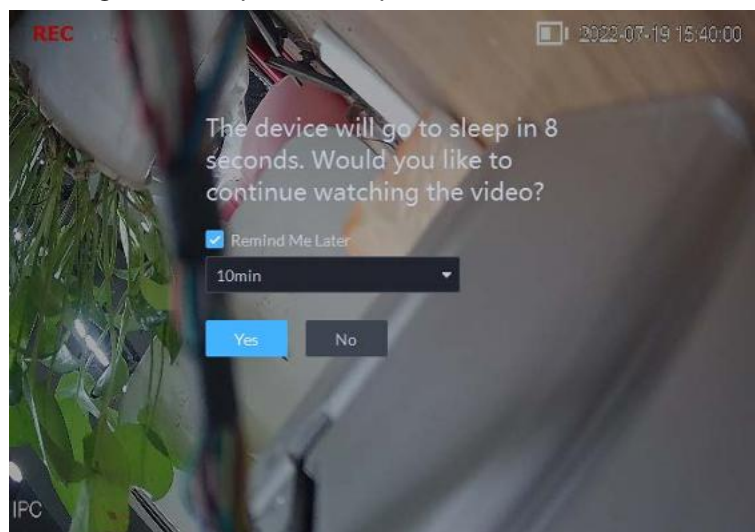 REC
2022-07-19 15:40:00
The device will go to sleep in 8
seconds. Would you like to
continue watching the video?
Remind Me Later
10min
Yes
No
IPC